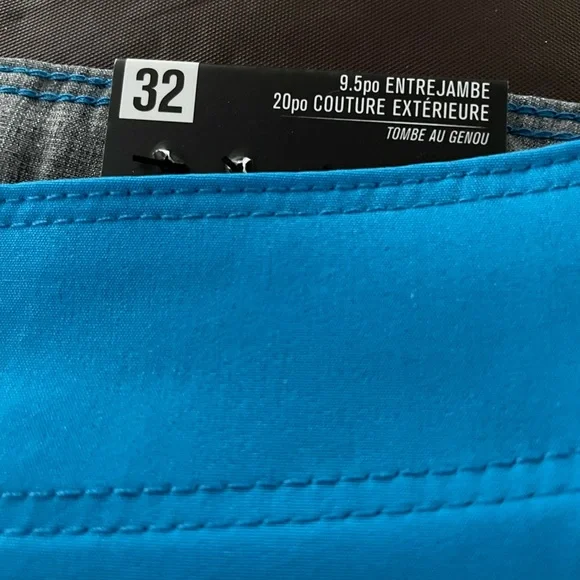 32
9.5po ENTREJAMBE
20po COUTURE EXTÉRIEURE
TOMBE AU GENOU